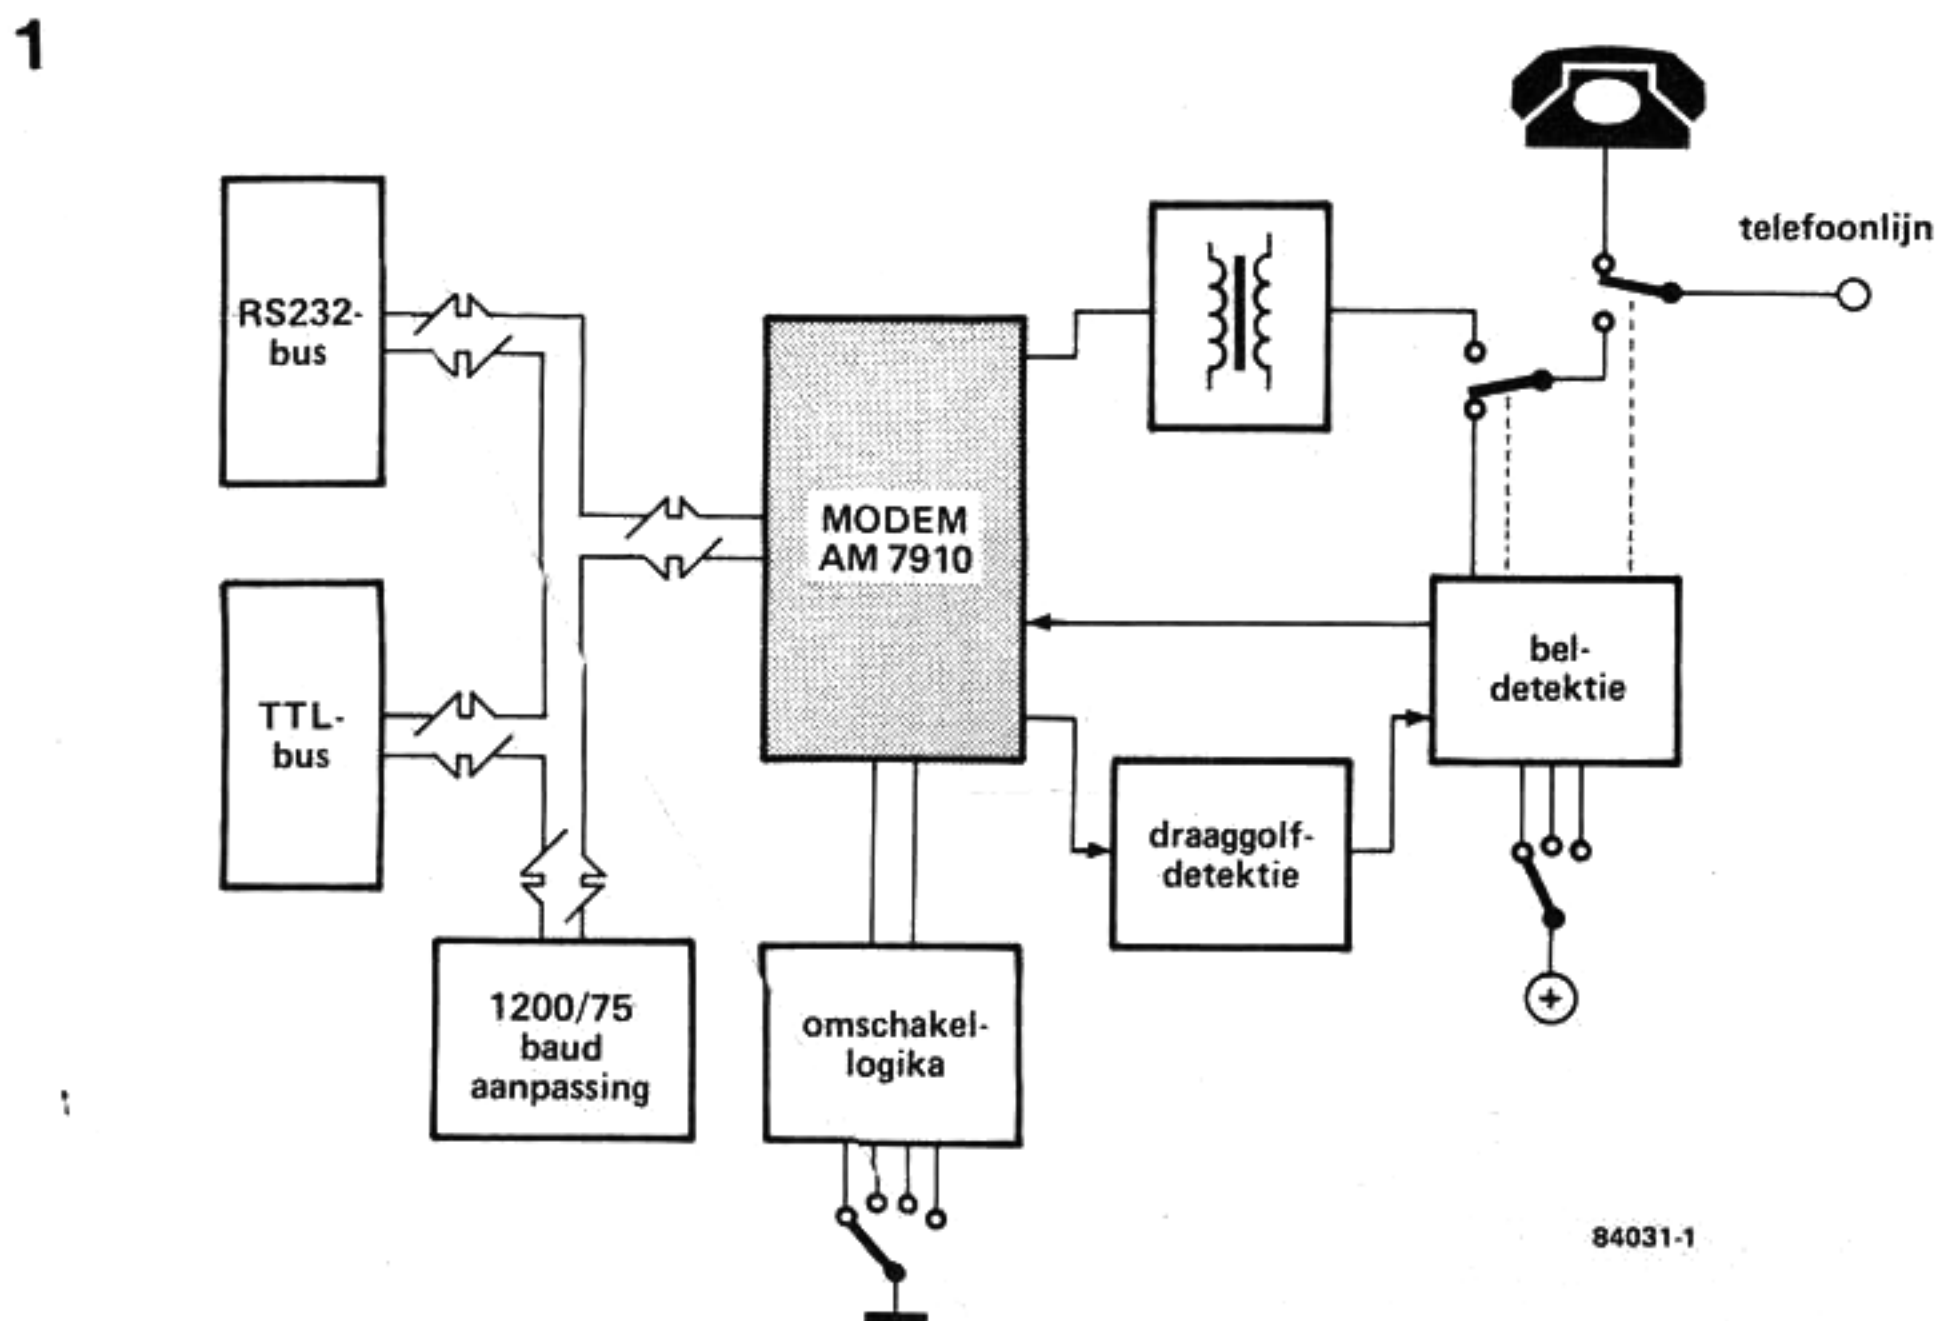 1
telefoonlijn
RS232-
bus
MODEM
AM 7910
bel-
detektie
TTL-
bus
draaggolf-
detektie
1200/75
baud
aanpassing
omschakel-
logika
+
84031-1